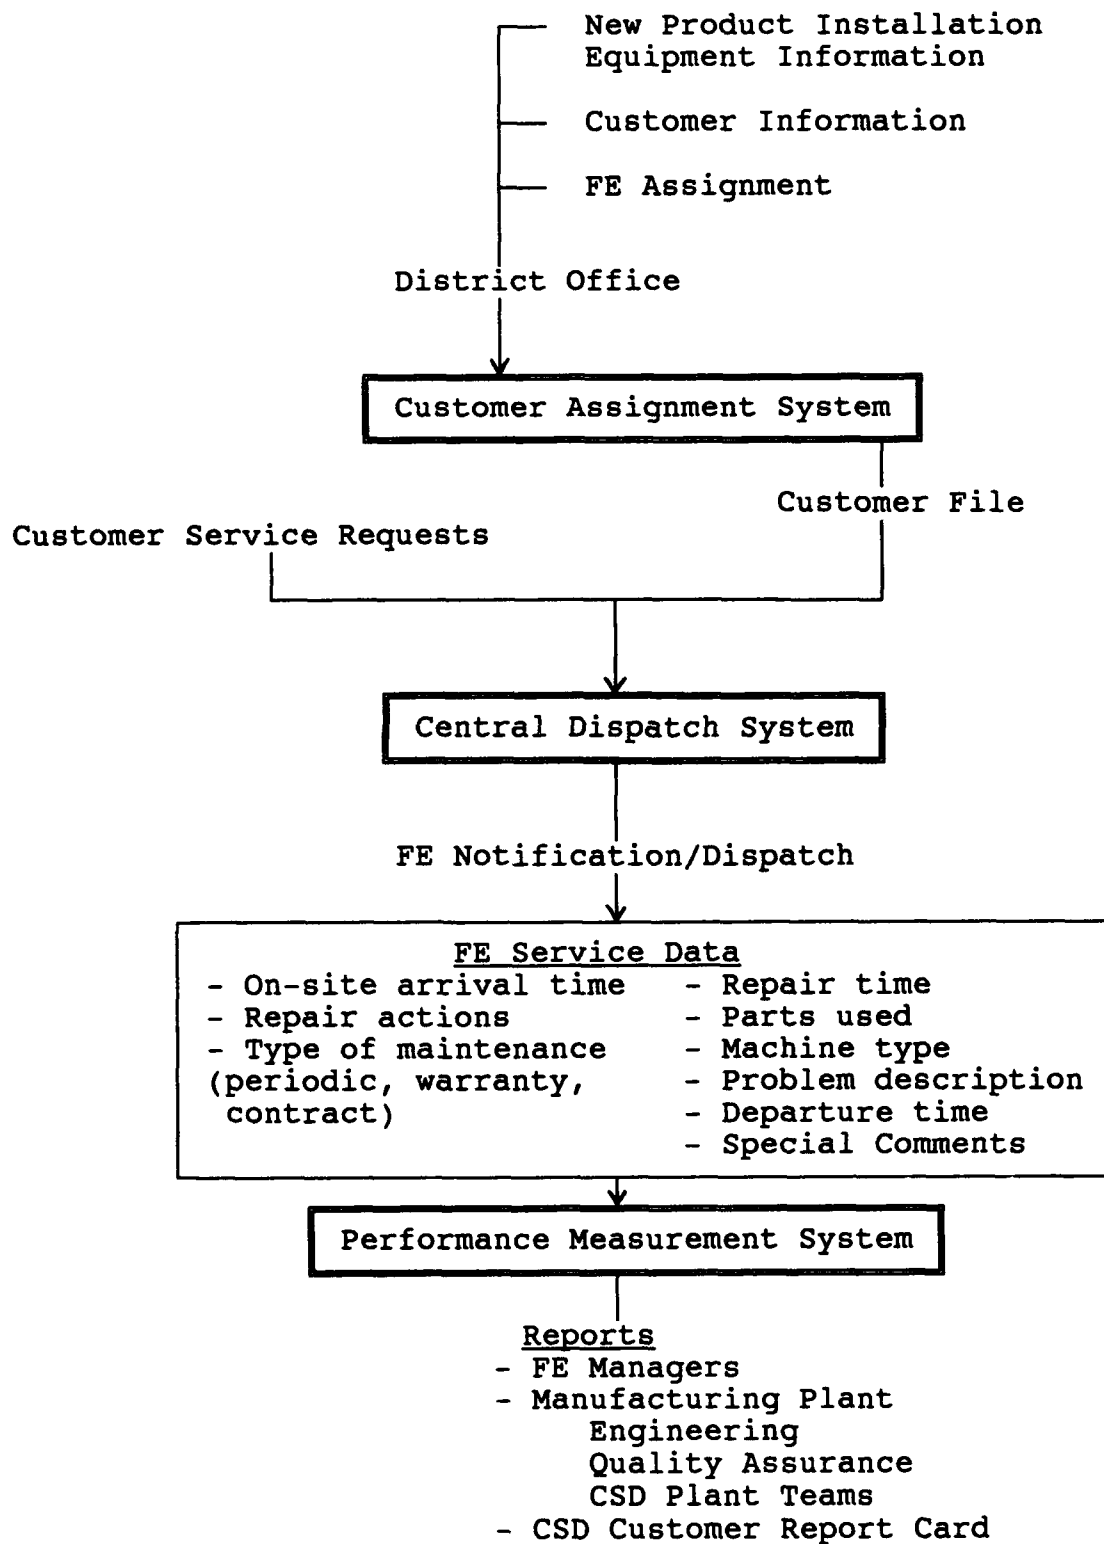 New Product Installation
Equipment Information
Customer Information
FE Assignment
District Office
Customer Assignment System
Customer File
Customer Service Requests
Central Dispatch System
FE Notification/Dispatch
FE Service Data
- On-site arrival time
- Repair actions
- Type of maintenance
(periodic, warranty,
contract)
- Repair time
- Parts used
- Machine type
- Problem description
- Departure time
- Special Comments
Performance Measurement System
Reports
- FE Managers
- Manufacturing Plant
Engineering
Quality Assurance
CSD Plant Teams
- CSD Customer Report Card